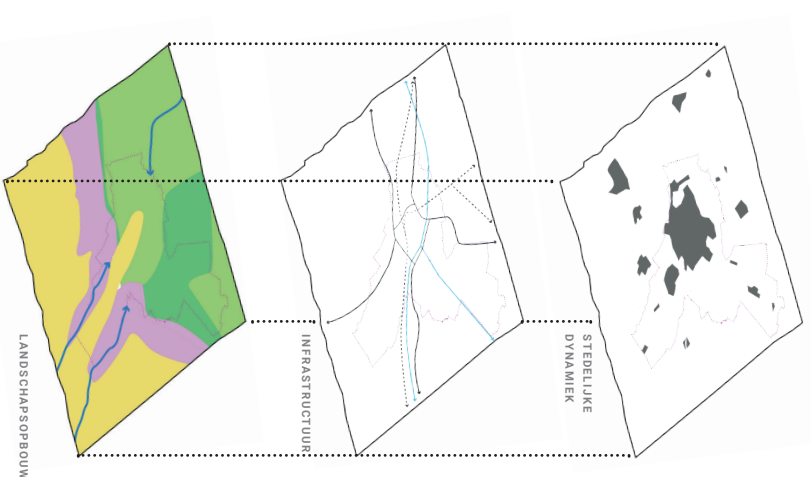 LANDSCHAPSOPBOUW
INFRASTRUCTUUR
STEDELIJKE
DYNAMIEK